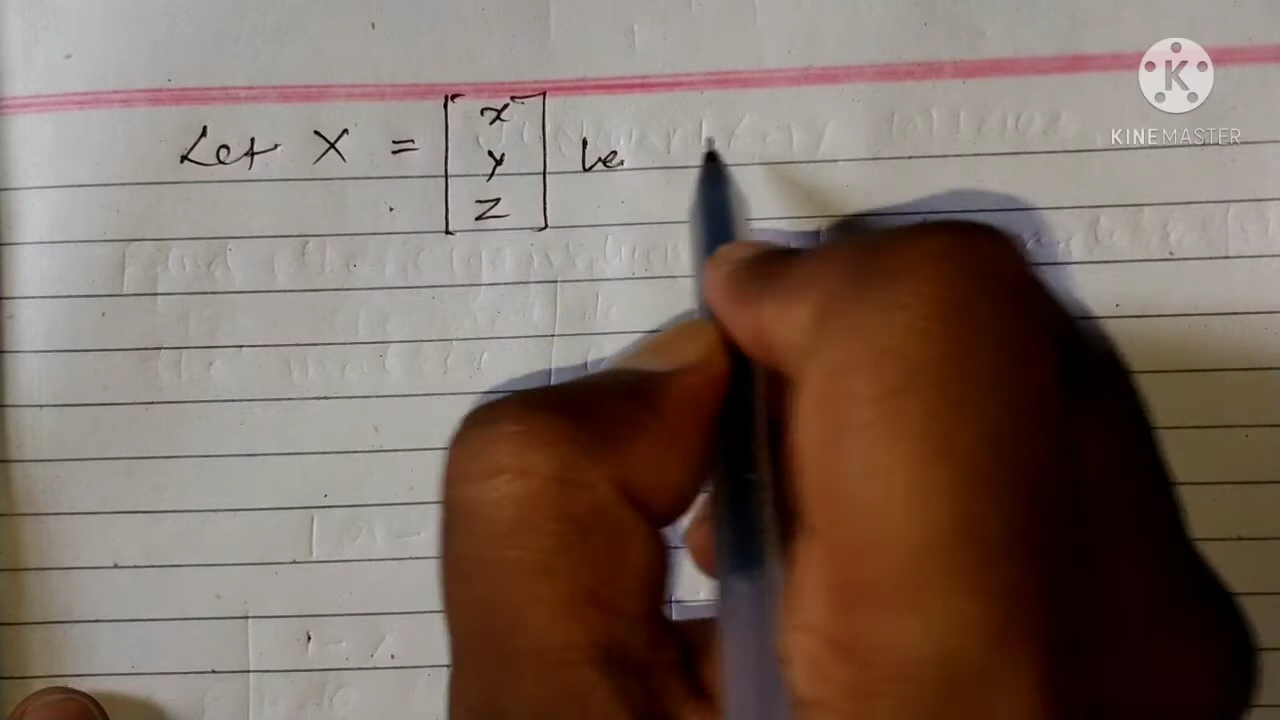 Let X = [x y z] be
K
KINEMASTER